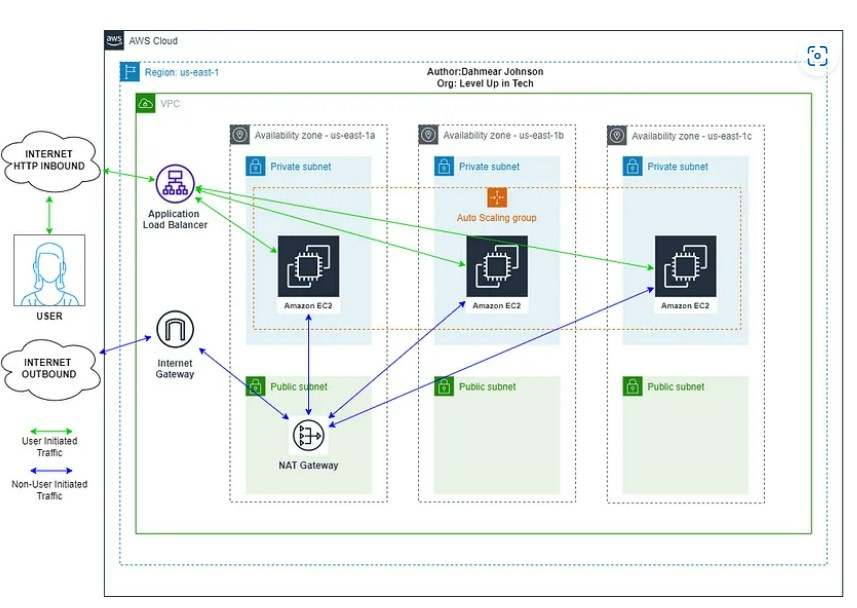 aws
AWS Cloud
Region: us-east-1
Author:Dahmear Johnson
Org: Level Up in Tech
VPC
Availability zone - us-east-1a
Availability zone - us-east-1b
Availability zone - us-east-1c
INTERNET
HTTP INBOUND
Private subnet
Private subnet
Private subnet
Application
Load Balancer
Auto Scaling group
Amazon EC2
Amazon EC2
Amazon EC2
USER
INTERNET
OUTBOUND
Internet
Gateway
Public subnet
Public subnet
Public subnet
NAT Gateway
User Initiated
Traffic
Non-User Initiated
Traffic